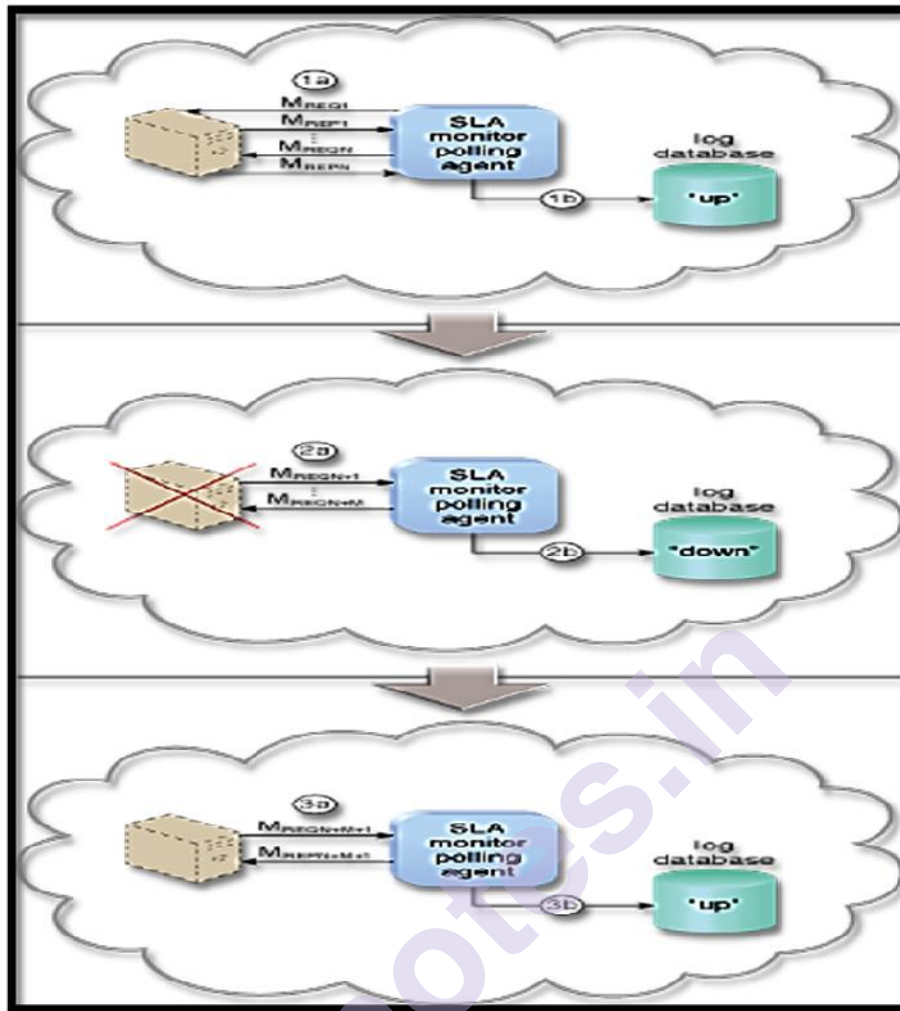 1a
MREQ1
MREP1
MREQN
MREPN
SLA
monitor
polling
agent
1b
log
database
"up"
2a
MREQN+1
MREQN+M
SLA
monitor
polling
agent
2b
log
database
"down"
3a
MREQN+M+1
MREPN+M+1
SLA
monitor
polling
agent
3b
log
database
"up"
otes.in